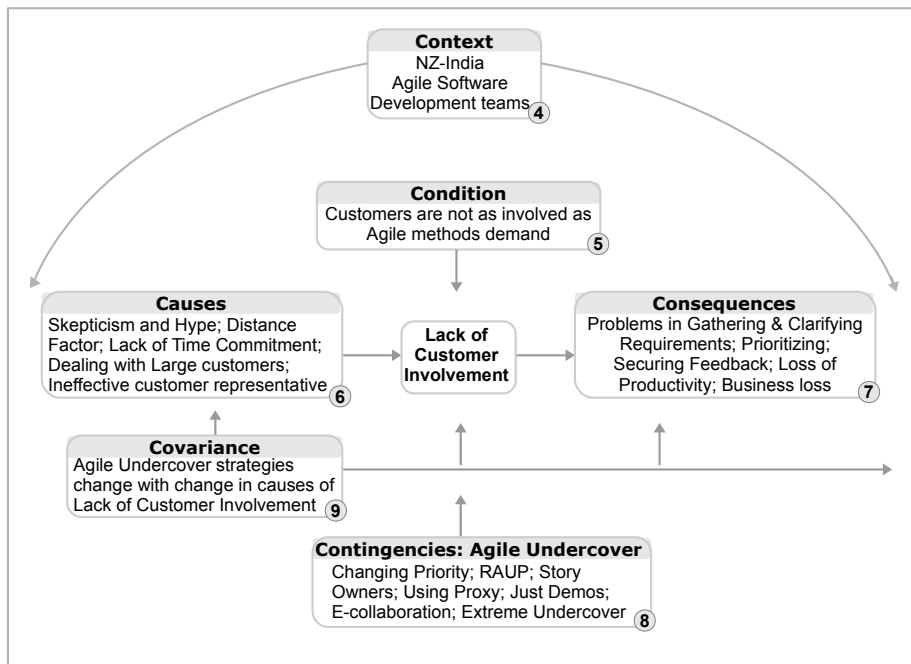 Context
NZ-India
Agile Software
Development teams
4
Condition
Customers are not as involved as
Agile methods demand
5
Causes
Skepticism and Hype; Distance
Factor; Lack of Time Commitment;
Dealing with Large customers;
Ineffective customer representative
6
Lack of
Customer
Involvement
Consequences
Problems in Gathering & Clarifying
Requirements; Prioritizing;
Securing Feedback; Loss of
Productivity; Business loss
7
Covariance
Agile Undercover strategies
change with change in causes of
Lack of Customer Involvement
9
Contingencies: Agile Undercover
Changing Priority; RAUP; Story
Owners; Using Proxy; Just Demos;
E-collaboration; Extreme Undercover
8